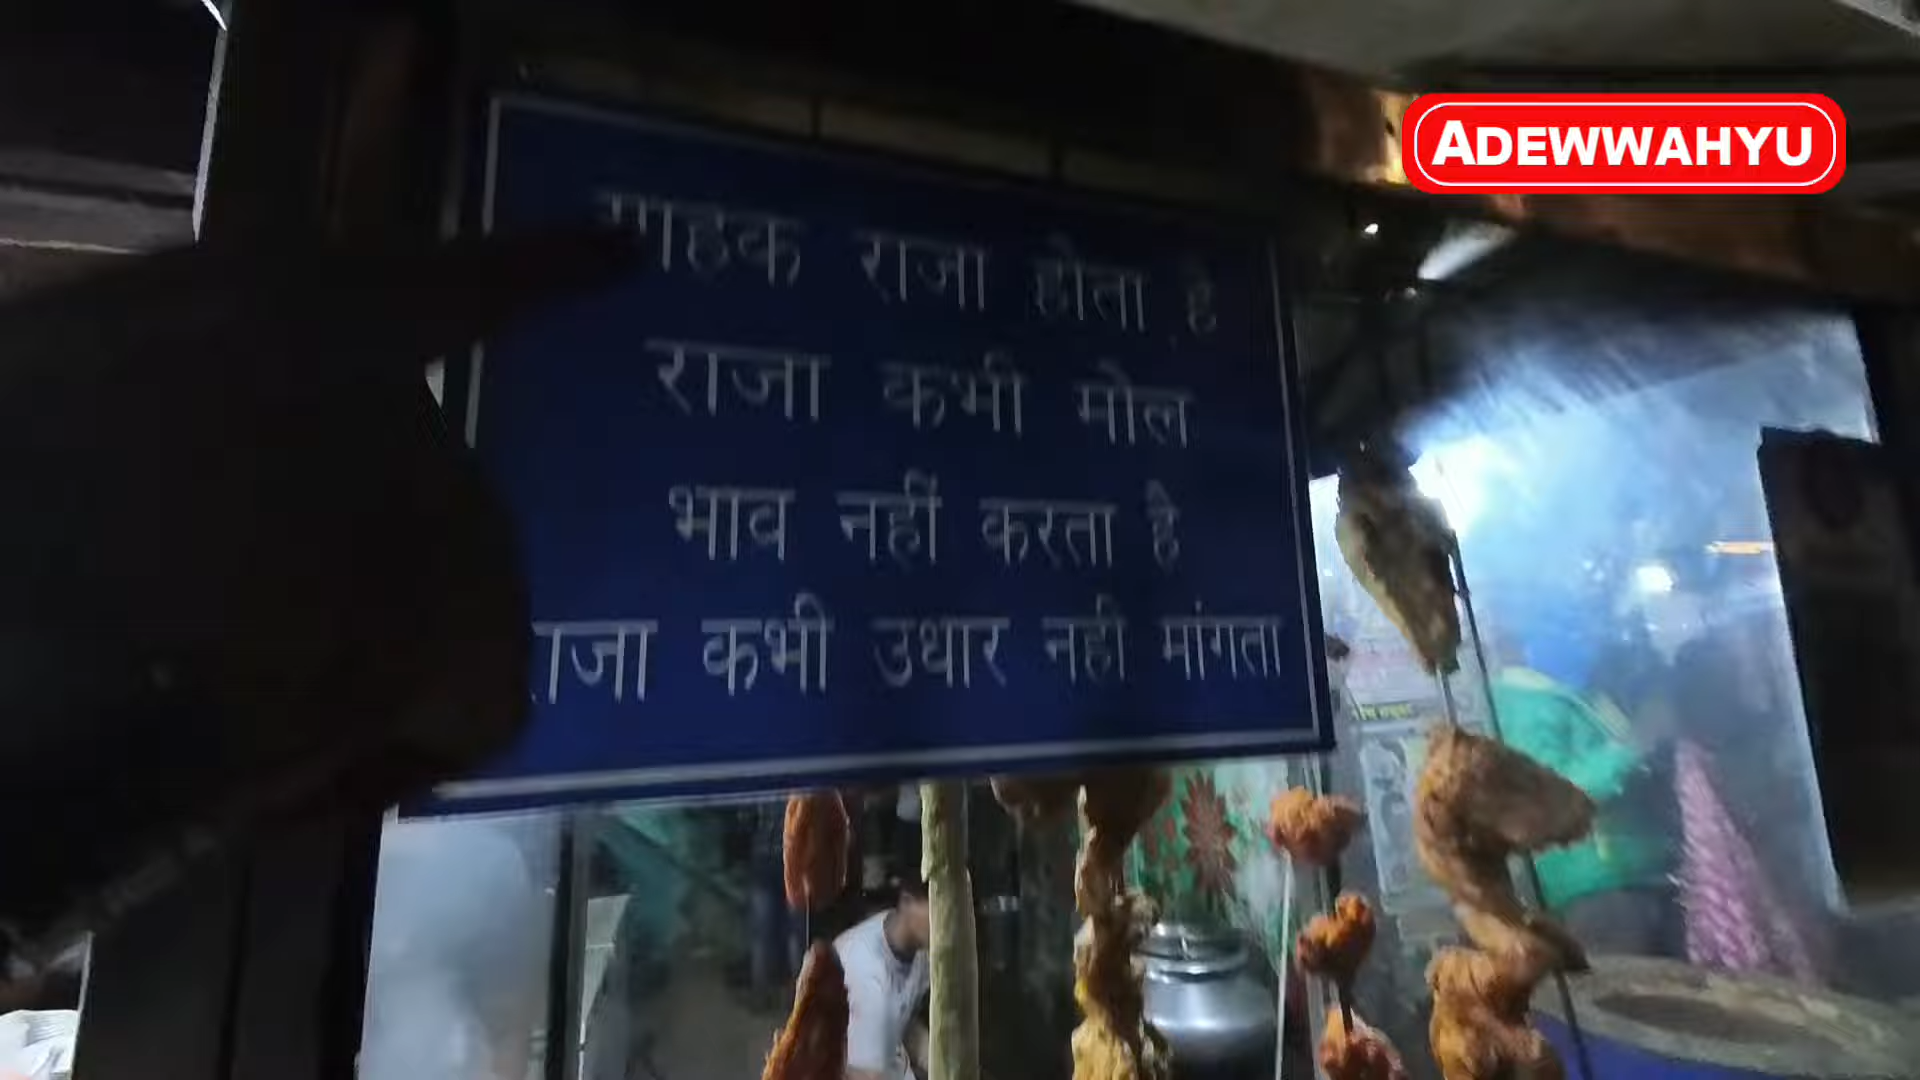 ADEWWAHYU
गाहक राजा होता है
राजा कभी मोल
भाव नहीं करता है
राजा कभी उधार नही मांगता